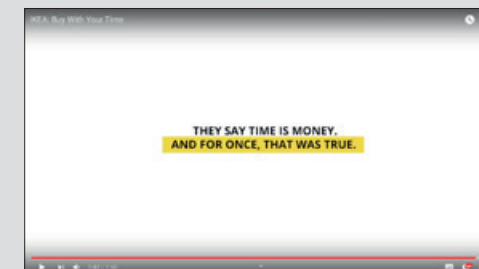 IKEA: Buy With Your Time
THEY SAY TIME IS MONEY.
AND FOR ONCE, THAT WAS TRUE.